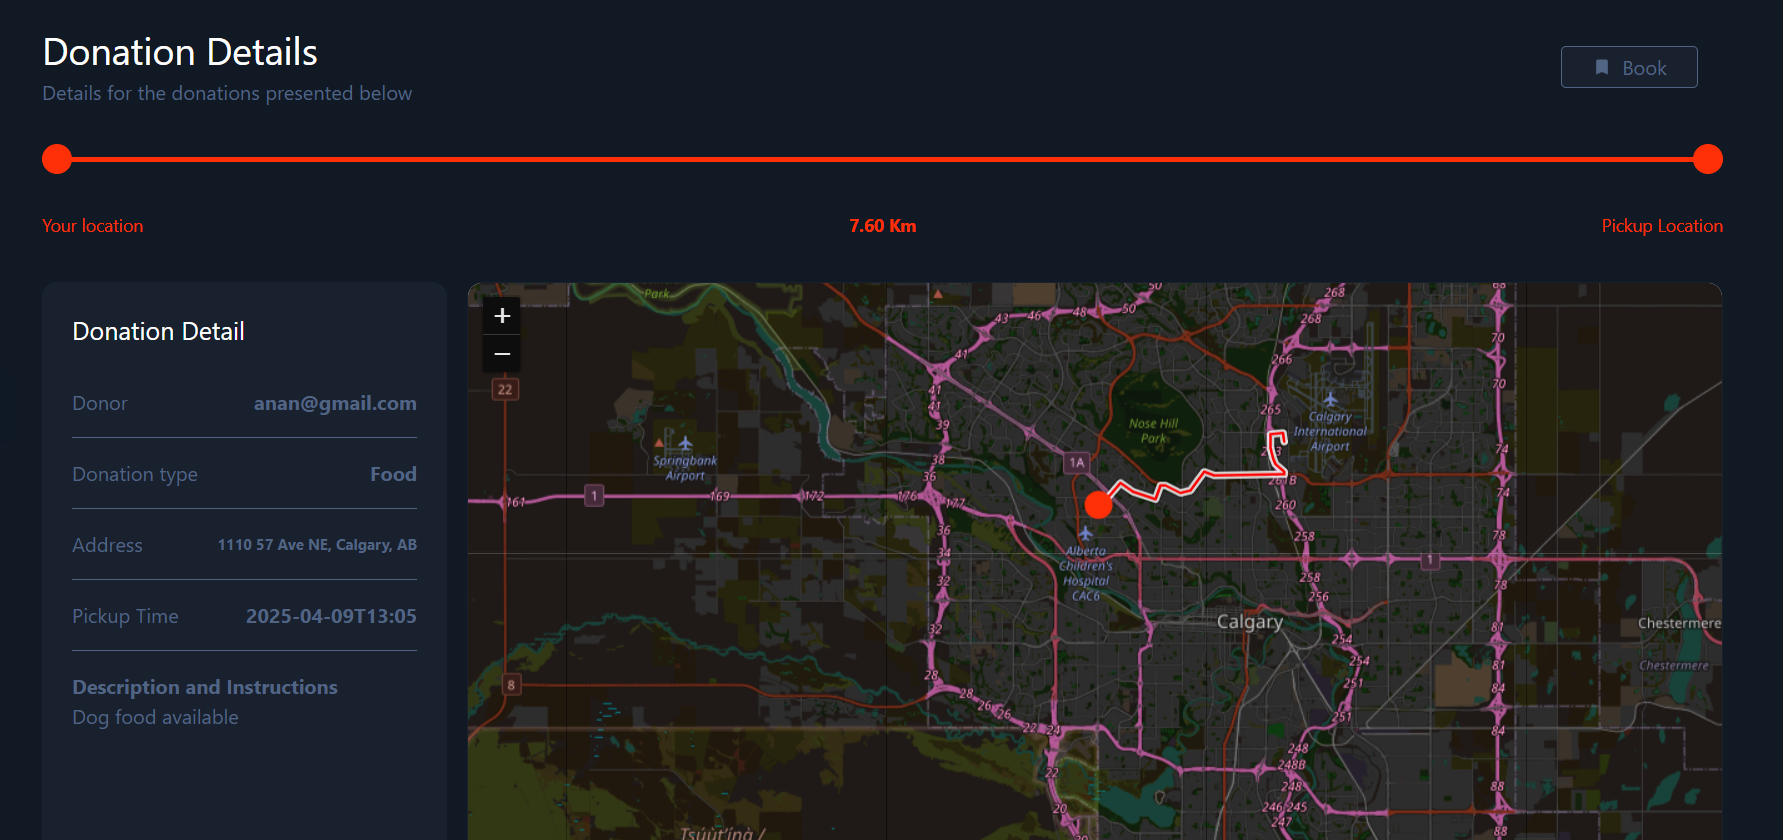 Donation Details
Details for the donations presented below
Book
Your location
7.60 Km
Pickup Location
Donation Detail
Donor anan@gmail.com
Donation type Food
Address 1110 57 Ave NE, Calgary, AB
Pickup Time 2025-04-09T13:05
Description and Instructions
Dog food available
+
−
Park
50
268
68
43
46
48
50
268
70
41
266
22
41
70
41
265
39
Nose Hill
Park
Calgary
International
Airport
Springbank
Airport
38
1A
74
36
261B
161
1
169
172
176
177
74
260
36
258
78
34
Alberta
Children's
Hospital
CAC6
1
32
258
78
256
32
Calgary
81
Chestermere
254
28
254
81
Chestermere
8
28
251
84
26
26
251
22
24
84
248
22
248B
248
88
20
246
245
247
88
Tsúùt'ínà /